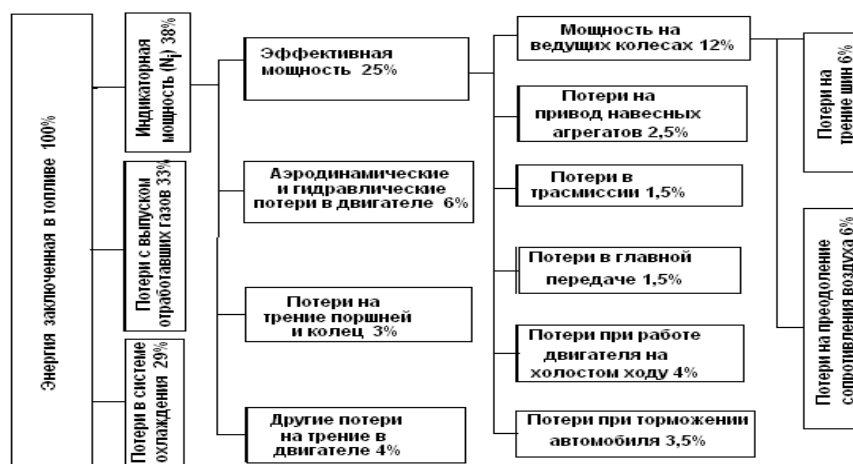 Энергия заключенная в топливе 100%
Индикаторная
мощность (Ni) 38%
Потери с выпуском
отработавших газов 33%
Потери в системе
охлаждения 29%
Эффективная
мощность 25%
Аэродинамические
и гидравлические
потери в двигателе 6%
Потери на
трение поршней
и колец 3%
Другие потери
на трение в
двигателе 4%
Мощность на
ведущих колесах 12%
Потери на
привод навесных
агрегатов 2,5%
Потери в
трасмиссии 1,5%
Потери в главной
передаче 1,5%
Потери при работе
двигателя на
холостом ходу 4%
Потери при торможении
автомобиля 3,5%
Потери на
трение шин 6%
Потери на преодоление
сопротивления воздуха 6%